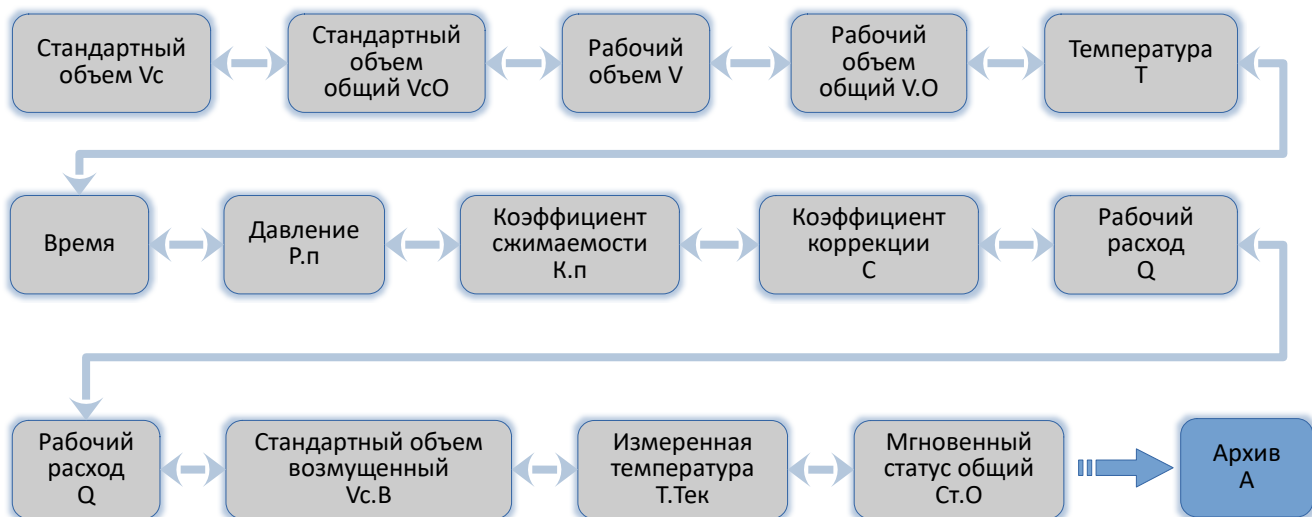 Стандартный
объем Vc
Стандартный
объем
общий VcO
Рабочий
объем V
Рабочий
объем
общий V.O
Температура
T
Время
Давление
Р.п
Коэффициент
сжимаемости
К.п
Коэффициент
коррекции
С
Рабочий
расход
Q
Рабочий
расход
Q
Стандартный объем
возмущенный
Vc.B
Измеренная
температура
Т.Тек
Мгновенный
статус общий
Ст.О
Архив
А